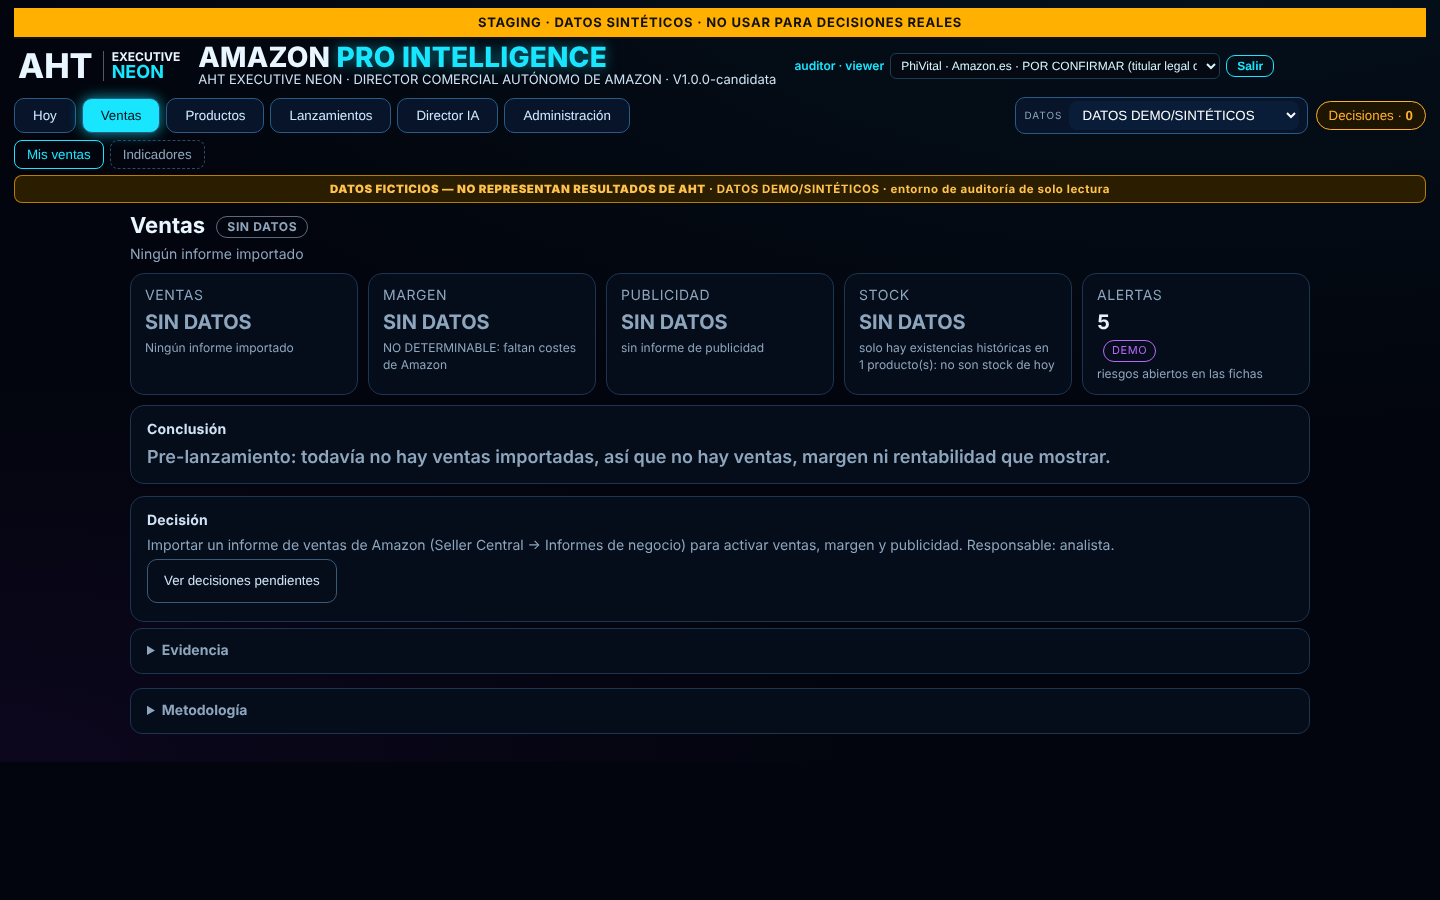 STAGING · DATOS SINTÉTICOS · NO USAR PARA DECISIONES REALES
AHT
EXECUTIVE
NEON
AMAZON PRO INTELLIGENCE
AHT EXECUTIVE NEON · DIRECTOR COMERCIAL AUTÓNOMO DE AMAZON · V1.0.0-candidata
auditor · viewer
PhiVital · Amazon.es · POR CONFIRMAR (titular legal c
Salir
Hoy
Ventas
Productos
Lanzamientos
Director IA
Administración
DATOS
DATOS DEMO/SINTÉTICOS
Decisiones · 0
Mis ventas
Indicadores
DATOS FICTICIOS — NO REPRESENTAN RESULTADOS DE AHT · DATOS DEMO/SINTÉTICOS · entorno de auditoría de solo lectura
Ventas
SIN DATOS
Ningún informe importado
VENTAS
SIN DATOS
Ningún informe importado
MARGEN
SIN DATOS
NO DETERMINABLE: faltan costes
de Amazon
PUBLICIDAD
SIN DATOS
sin informe de publicidad
STOCK
SIN DATOS
solo hay existencias históricas en
1 producto(s): no son stock de hoy
ALERTAS
5
DEMO
riesgos abiertos en las fichas
Conclusión
Pre-lanzamiento: todavía no hay ventas importadas, así que no hay ventas, margen ni rentabilidad que mostrar.
Decisión
Importar un informe de ventas de Amazon (Seller Central → Informes de negocio) para activar ventas, margen y publicidad. Responsable: analista.
Ver decisiones pendientes
Evidencia
Metodología